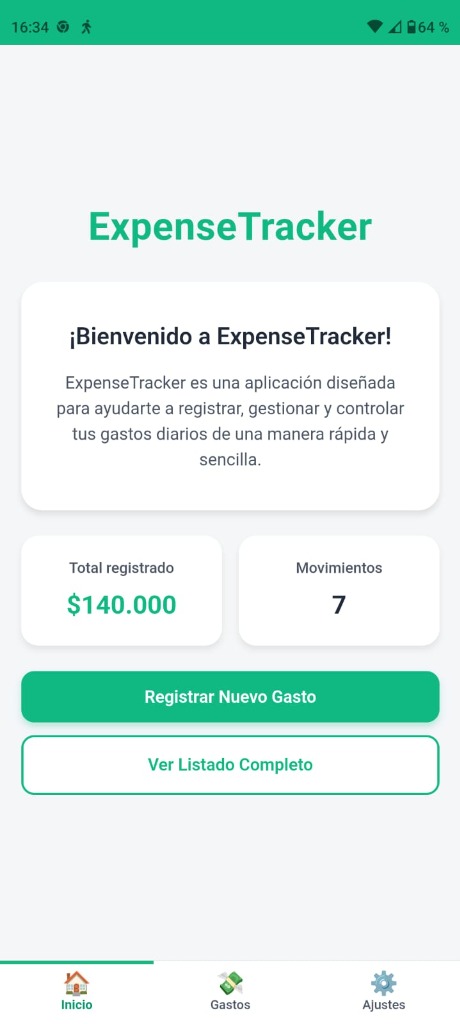 16:34
64 %
ExpenseTracker
¡Bienvenido a ExpenseTracker!
ExpenseTracker es una aplicación diseñada
para ayudarte a registrar, gestionar y controlar
tus gastos diarios de una manera rápida y
sencilla.
Total registrado
$140.000
Movimientos
7
Registrar Nuevo Gasto
Ver Listado Completo
Inicio
Gastos
Ajustes